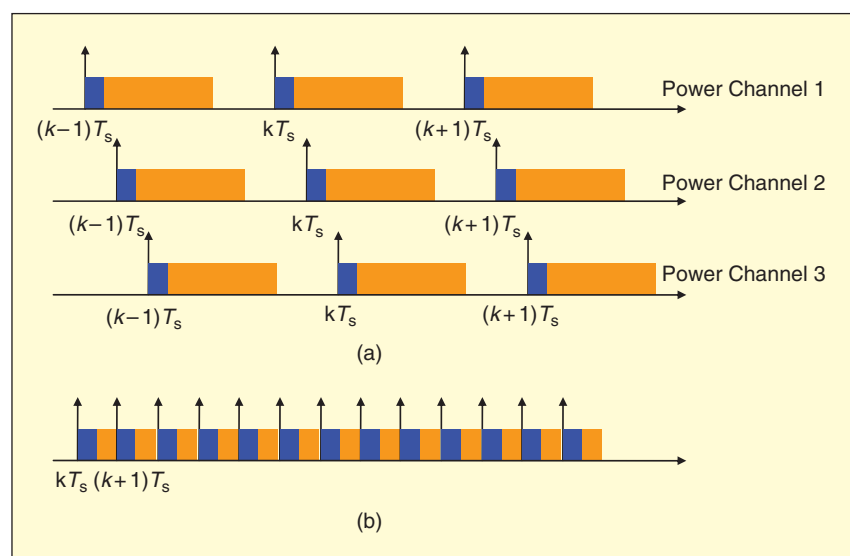 Power Channel 1
(k−1)Ts kTs (k+1)Ts
Power Channel 2
(k−1)Ts kTs (k+1)Ts
Power Channel 3
(k−1)Ts kTs (k+1)Ts
(a)
kTs (k+1)Ts
(b)